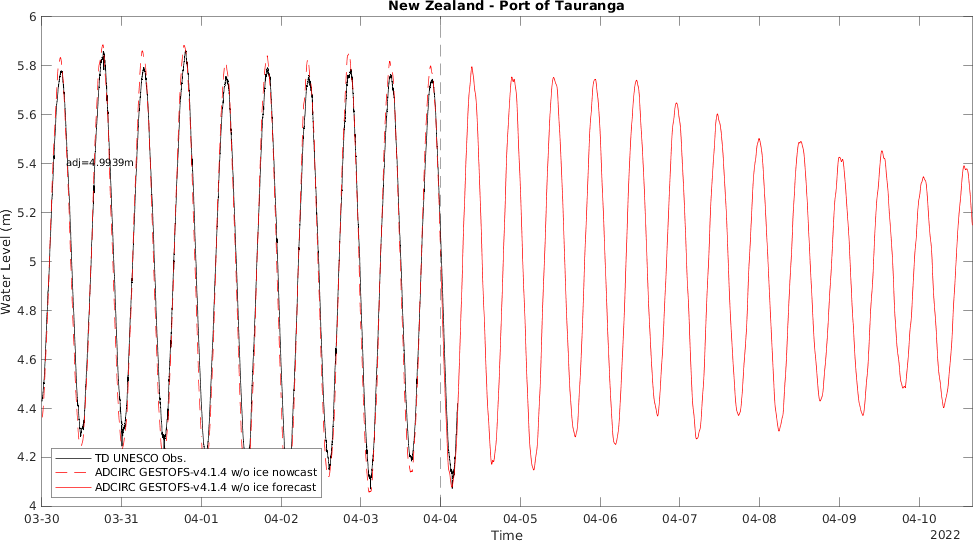 New Zealand - Port of Tauranga
Water Level (m)
6
5.8
5.6
5.4
5.2
5
4.8
4.6
4.4
4.2
4
adj=4.9939m
TD UNESCO Obs.
ADCIRC GESTOFS-v4.1.4 w/o ice nowcast
ADCIRC GESTOFS-v4.1.4 w/o ice forecast
03-30 03-31 04-01 04-02 04-03 04-04 04-05 04-06 04-07 04-08 04-09 04-10
Time
2022